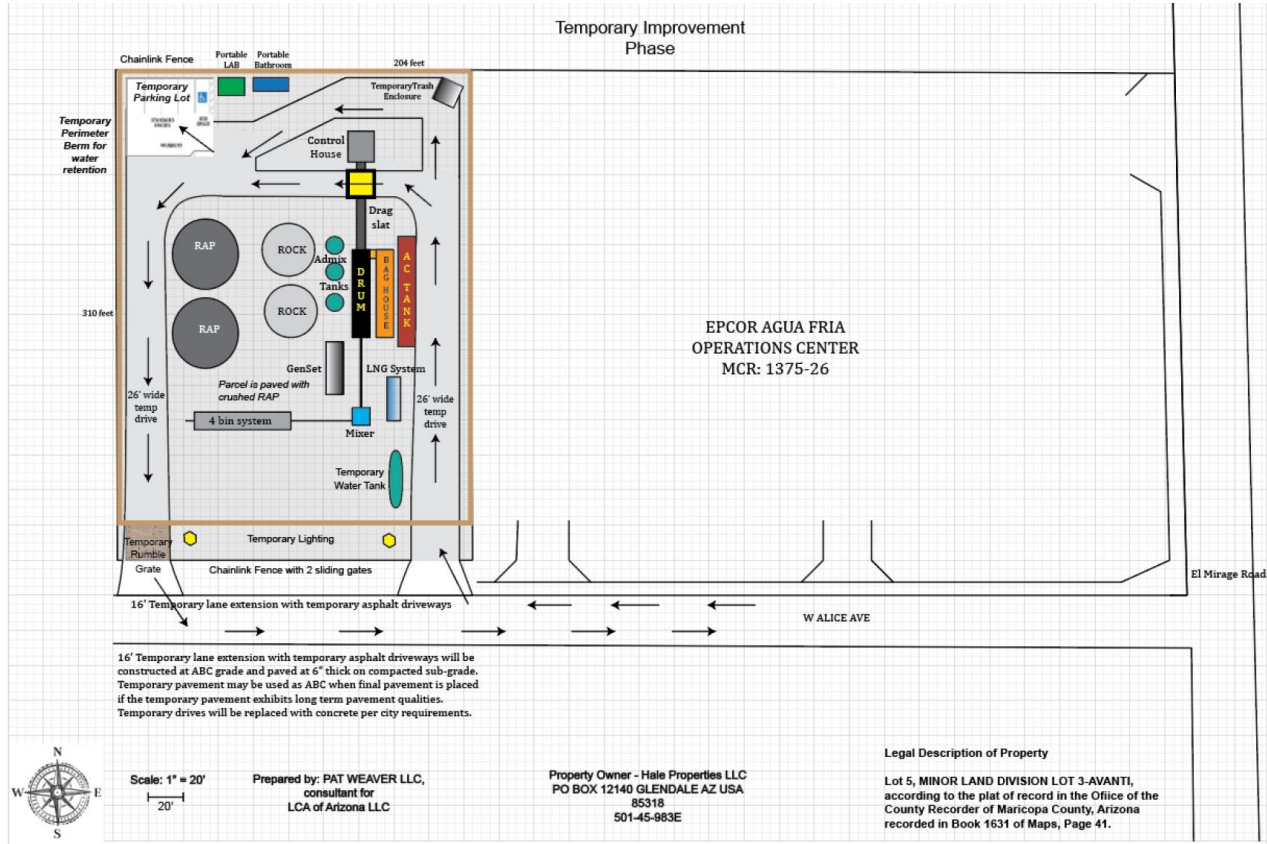 Temporary Improvement
Phase
Chainlink Fence
Portable
LAB
Portable
Bathroom
204 feet
Temporary
Parking Lot
TemporaryTrash
Enclosure
Temporary
Perimeter
Berm for
water
retention
Control
House
Drag
slat
RAP
ROCK
Admix
Tanks
DRUM
BAG HOUSE
AC TANK
RAP
ROCK
310 feet
GenSet
LNG System
Parcel is paved with
crushed RAP
26' wide
temp
drive
26' wide
temp
drive
4 bin system
Mixer
Temporary
Water Tank
EPCOR AGUA FRIA
OPERATIONS CENTER
MCR: 1375-26
Temporary
Rumble
Grate
Temporary Lighting
Chainlink Fence with 2 sliding gates
El Mirage Road
16' Temporary lane extension with temporary asphalt driveways
W ALICE AVE
16' Temporary lane extension with temporary asphalt driveways will be
constructed at ABC grade and paved at 6" thick on compacted sub-grade.
Temporary pavement may be used as ABC when final pavement is placed
if the temporary pavement exhibits long term pavement qualities.
Temporary drives will be replaced with concrete per city requirements.
N
W
E
S
Scale: 1" = 20'
20'
Prepared by: PAT WEAVER LLC,
consultant for
LCA of Arizona LLC
Property Owner - Hale Properties LLC
PO BOX 12140 GLENDALE AZ USA
85318
501-45-983E
Legal Description of Property
Lot 5, MINOR LAND DIVISION LOT 3-AVANTI,
according to the plat of record in the Ofiice of the
County Recorder of Maricopa County, Arizona
recorded in Book 1631 of Maps, Page 41.